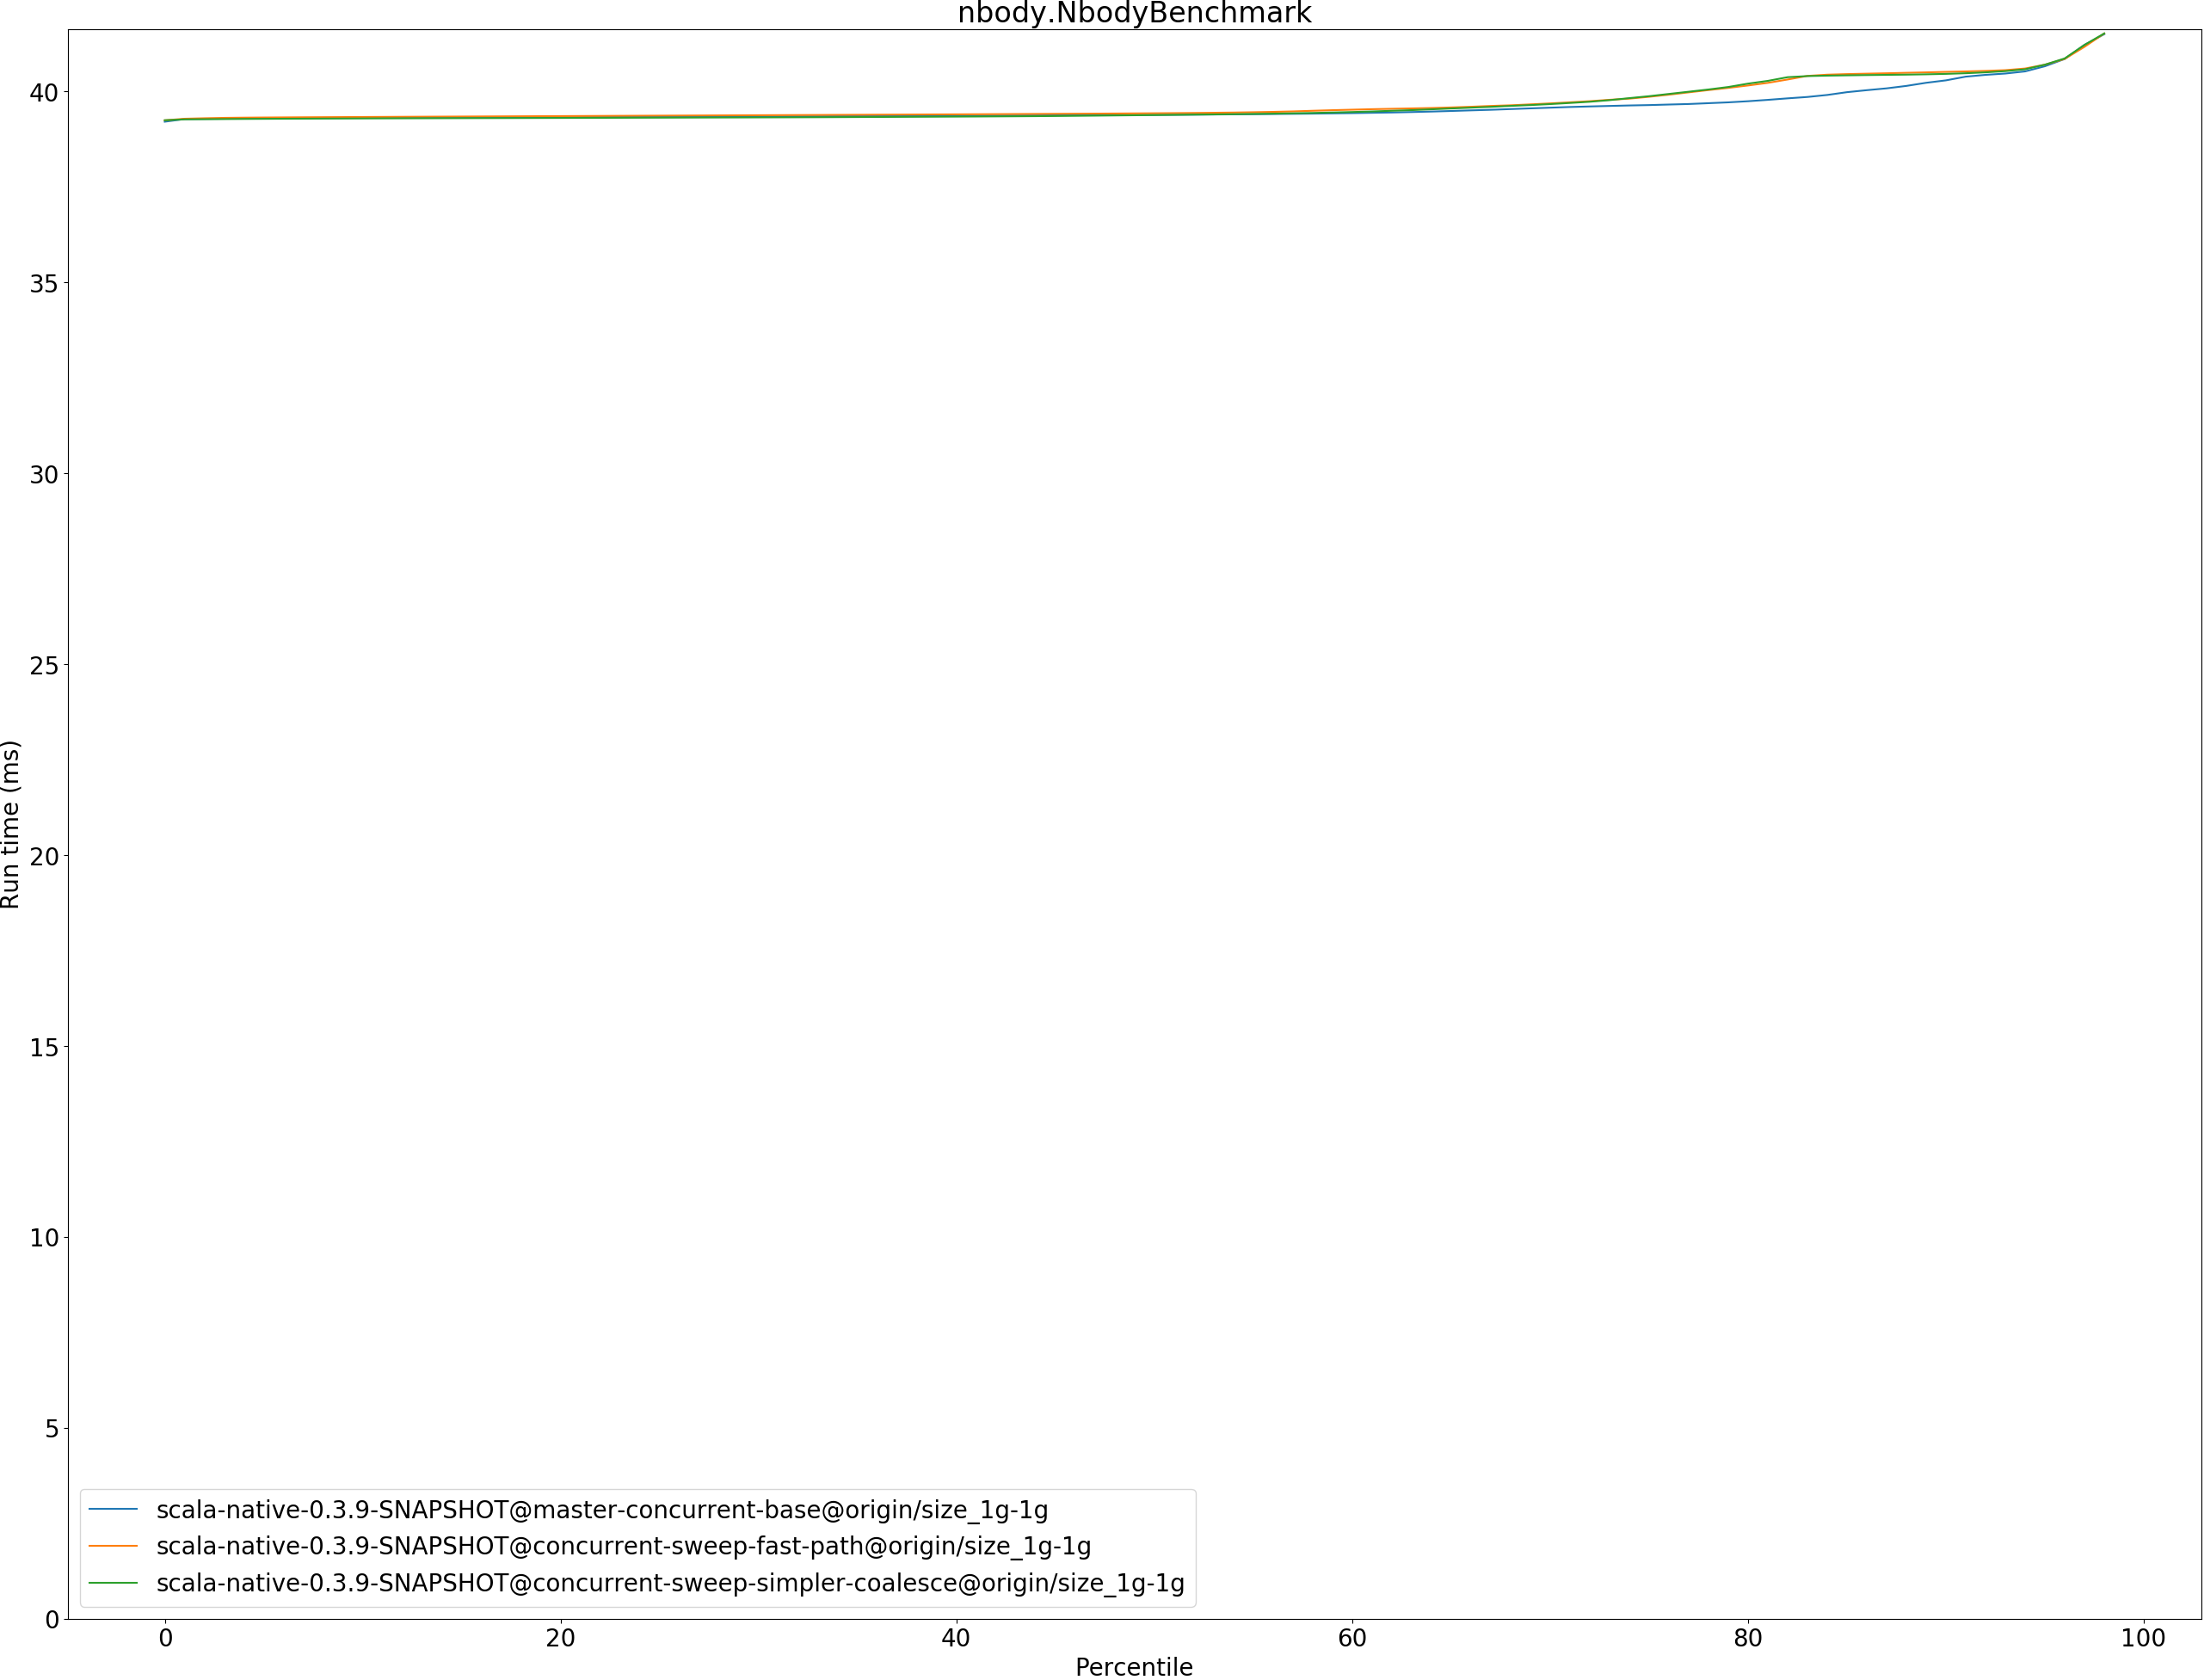 nbody.NbodyBenchmark
Run time (ms)
40
35
30
25
20
15
10
5
0
scala-native-0.3.9-SNAPSHOT@master-concurrent-base@origin/size_1g-1g
scala-native-0.3.9-SNAPSHOT@concurrent-sweep-fast-path@origin/size_1g-1g
scala-native-0.3.9-SNAPSHOT@concurrent-sweep-simpler-coalesce@origin/size_1g-1g
0 20 40 60 80 100
Percentile